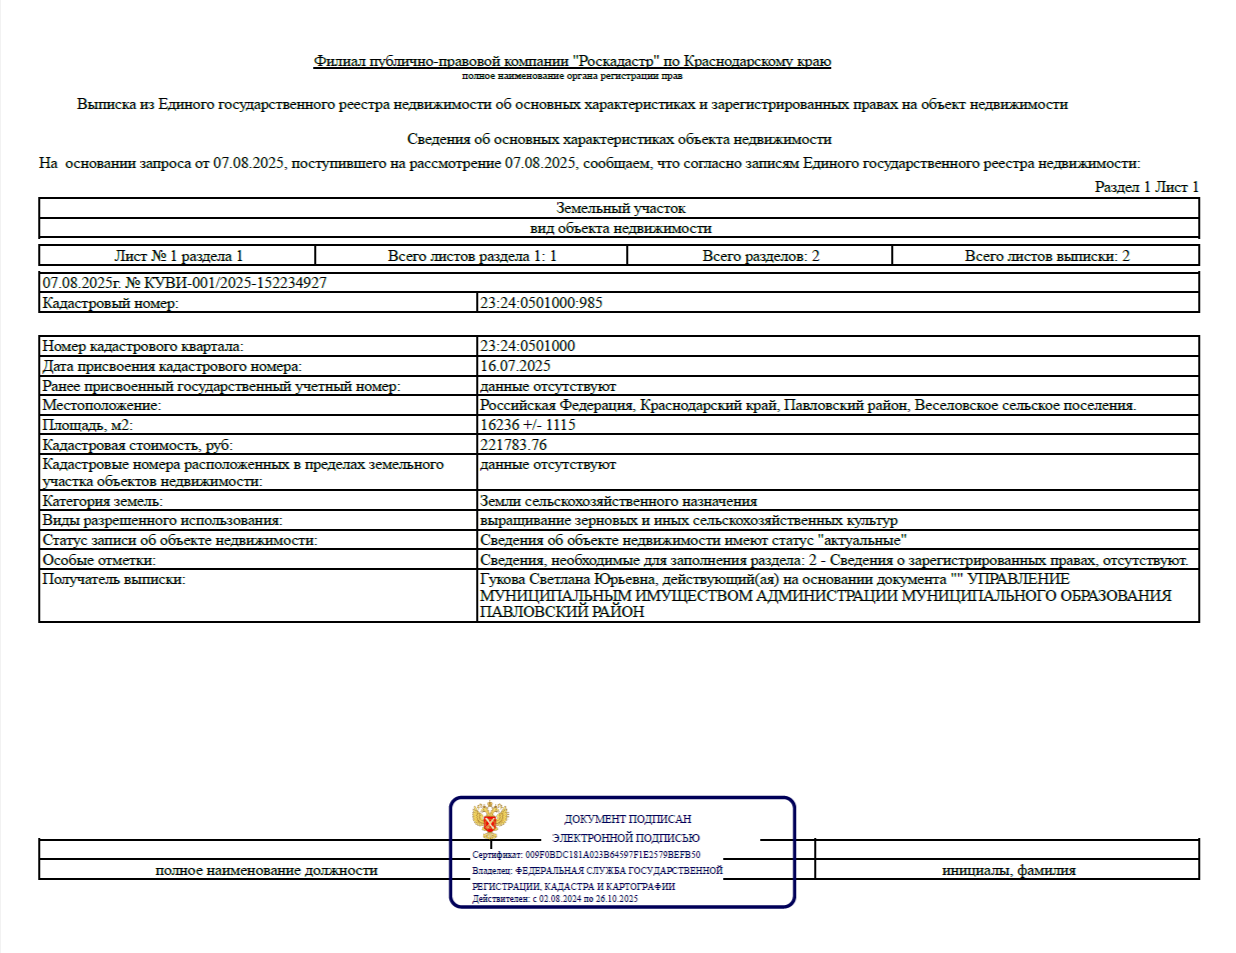 Филиал публично-правовой компании "Роскадастр" по Краснодарскому краю
полное наименование органа регистрации прав
Выписка из Единого государственного реестра недвижимости об основных характеристиках и зарегистрированных правах на объект недвижимости
Сведения об основных характеристиках объекта недвижимости
На основании запроса от 07.08.2025, поступившего на рассмотрение 07.08.2025, сообщаем, что согласно записям Единого государственного реестра недвижимости:
Раздел 1 Лист 1
Земельный участок
вид объекта недвижимости
Лист № 1 раздела 1 Всего листов раздела 1: 1 Всего разделов: 2 Всего листов выписки: 2
07.08.2025г. № КУВИ-001/2025-152234927
Кадастровый номер: 23:24:0501000:985
Номер кадастрового квартала: 23:24:0501000
Дата присвоения кадастрового номера: 16.07.2025
Ранее присвоенный государственный учетный номер: данные отсутствуют
Местоположение: Российская Федерация, Краснодарский край, Павловский район, Веселовское сельское поселения.
Площадь, м2: 16236 +/- 1115
Кадастровая стоимость, руб: 221783.76
Кадастровые номера расположенных в пределах земельного данные отсутствуют
участка объектов недвижимости:
Категория земель: Земли сельскохозяйственного назначения
Виды разрешенного использования: выращивание зерновых и иных сельскохозяйственных культур
Статус записи об объекте недвижимости: Сведения об объекте недвижимости имеют статус "актуальные"
Особые отметки: Сведения, необходимые для заполнения раздела: 2 - Сведения о зарегистрированных правах, отсутствуют.
Получатель выписки: Гукова Светлана Юрьевна, действующий(ая) на основании документа "" УПРАВЛЕНИЕ
МУНИЦИПАЛЬНЫМ ИМУЩЕСТВОМ АДМИНИСТРАЦИИ МУНИЦИПАЛЬНОГО ОБРАЗОВАНИЯ
ПАВЛОВСКИЙ РАЙОН
ДОКУМЕНТ ПОДПИСАН
ЭЛЕКТРОННОЙ ПОДПИСЬЮ
Сертификат: 009F0BDC181A023B64597F1E2579BEFB50
Владелец: ФЕДЕРАЛЬНАЯ СЛУЖБА ГОСУДАРСТВЕННОЙ
РЕГИСТРАЦИИ, КАДАСТРА И КАРТОГРАФИИ
Действителен: с 02.08.2024 по 26.10.2025
полное наименование должности инициалы, фамилия